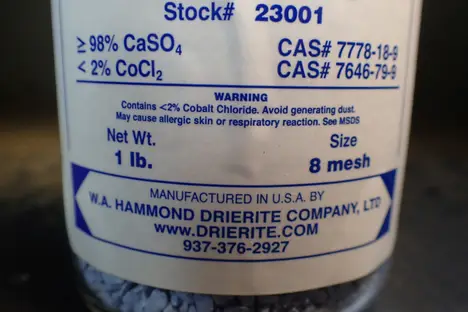 Stock# 23001
≥ 98% CaSO₄ CAS# 7778-18-9
< 2% CoCl₂ CAS# 7646-79-9
WARNING
Contains <2% Cobalt Chloride. Avoid generating dust.
May cause allergic skin or respiratory reaction. See MSDS
Net Wt. Size
1 lb. 8 mesh
MANUFACTURED IN U.S.A. BY
W.A. HAMMOND DRIERITE COMPANY, LTD
WWW.DRIERITE.COM
937-376-2927